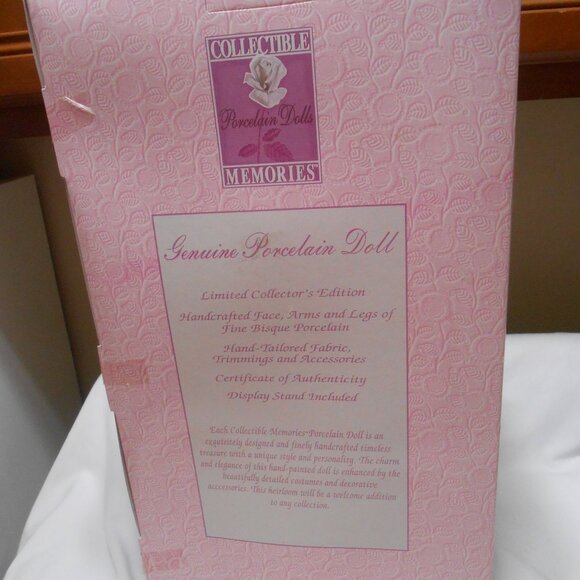 COLLECTIBLE
Porcelain Dolls
MEMORIES™
Genuine Porcelain Doll
Limited Collector's Edition
Handcrafted Face, Arms and Legs of
Fine Bisque Porcelain
Hand-Tailored Fabric,
Trimmings and Accessories
Certificate of Authenticity
Display Stand Included
Each Collectible Memories™ Porcelain Doll is an
exquisitely designed and finely handcrafted timeless
treasure with a unique style and personality. The charm
and elegance of this hand-painted doll is enhanced by the
beautifully detailed costumes and decorative
accessories. This heirloom will be a welcome addition
to any collection.